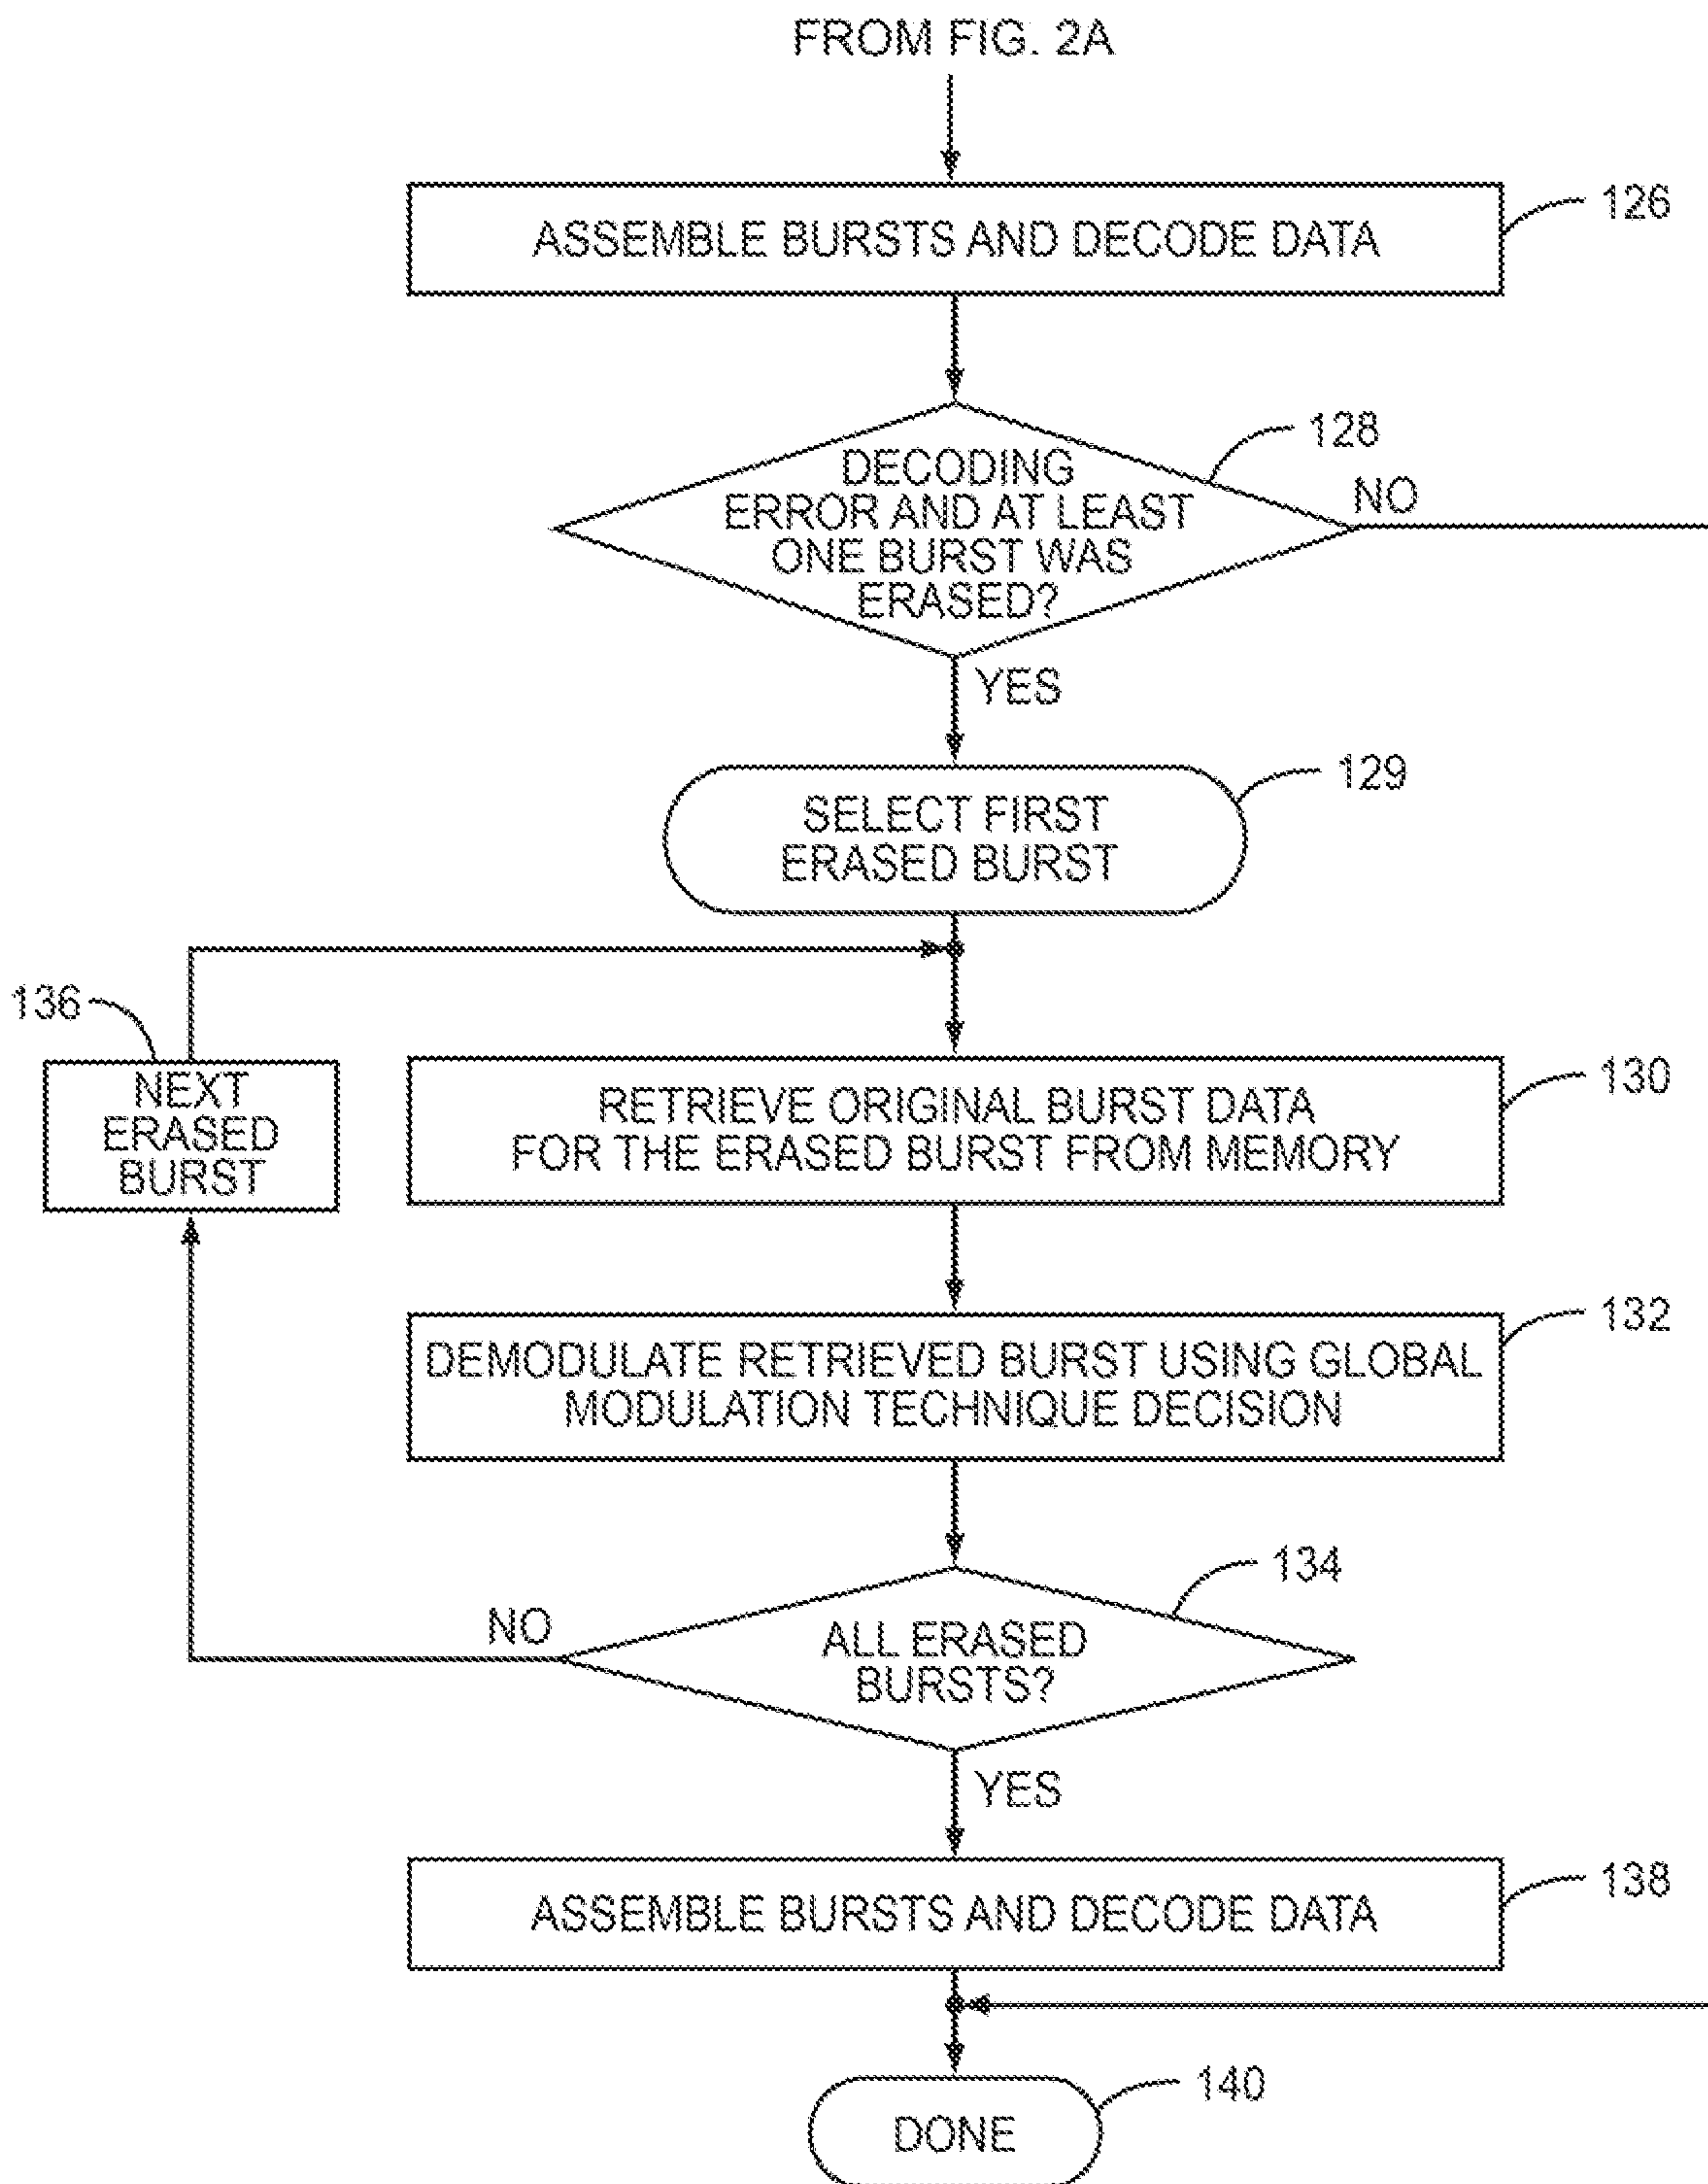 FROM FIG. 2A
126
ASSEMBLE BURSTS AND DECODE DATA
128
DECODING
ERROR AND AT LEAST
ONE BURST WAS
ERASED?
NO
YES
129
SELECT FIRST
ERASED BURST
136
NEXT
ERASED
BURST
130
RETRIEVE ORIGINAL BURST DATA
FOR THE ERASED BURST FROM MEMORY
132
DEMODULATE RETRIEVED BURST USING GLOBAL
MODULATION TECHNIQUE DECISION
134
NO
ALL ERASED
BURSTS?
YES
138
ASSEMBLE BURSTS AND DECODE DATA
140
DONE